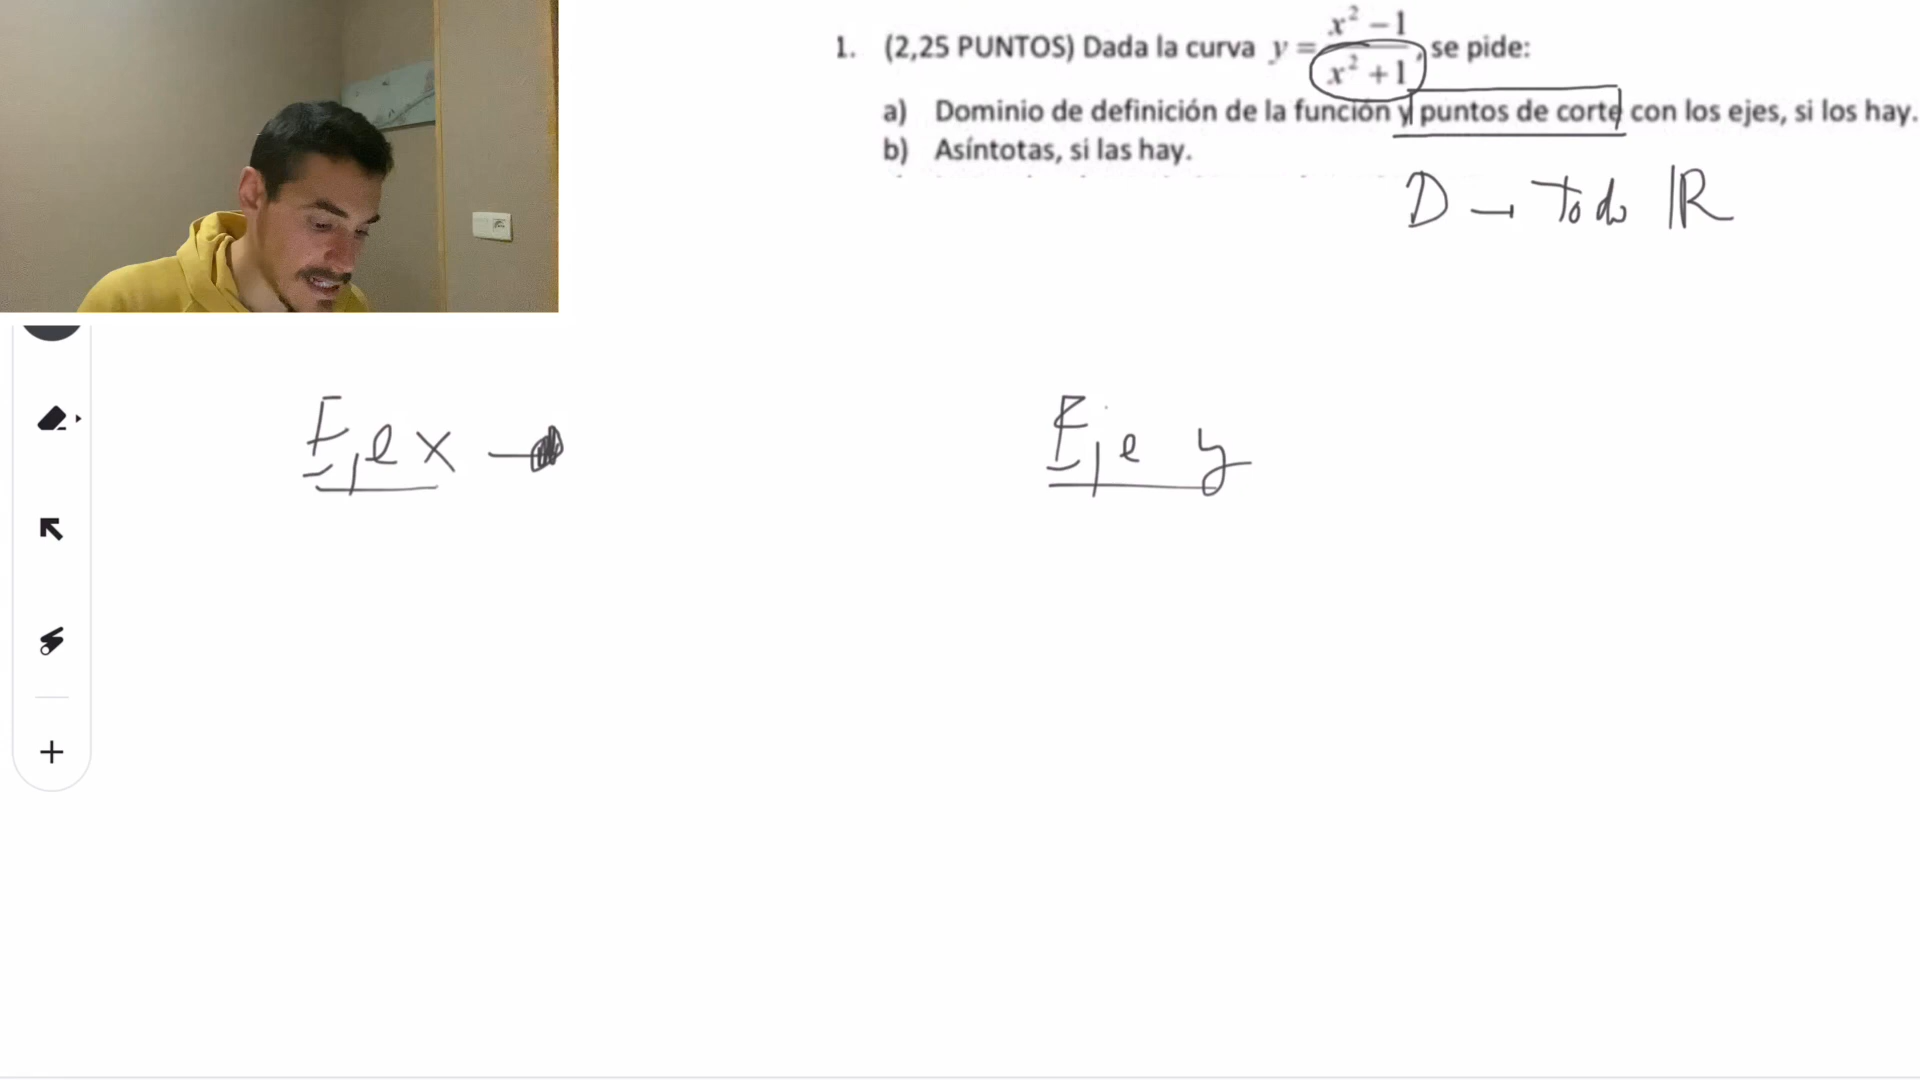 1. (2,25 PUNTOS) Dada la curva y = x² − 1 / x² + 1, se pide:
a) Dominio de definición de la función y puntos de corte con los ejes, si los hay.
b) Asíntotas, si las hay.
D → Todo ℝ
Eje x →
Eje y